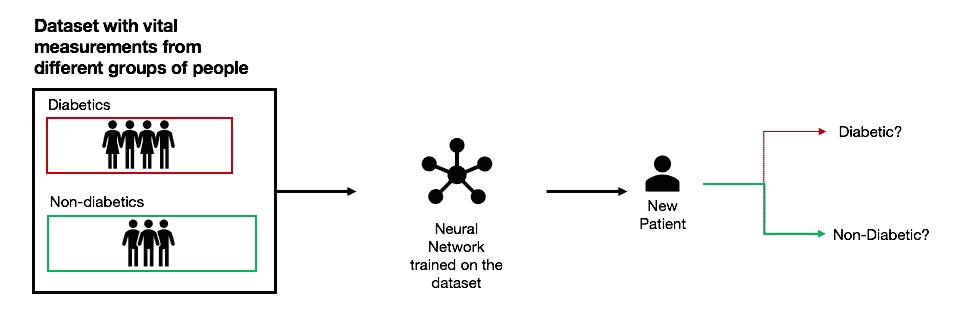 Dataset with vital
measurements from
different groups of people
Diabetics
Non-diabetics
Neural
Network
trained on the
dataset
New
Patient
Diabetic?
Non-Diabetic?